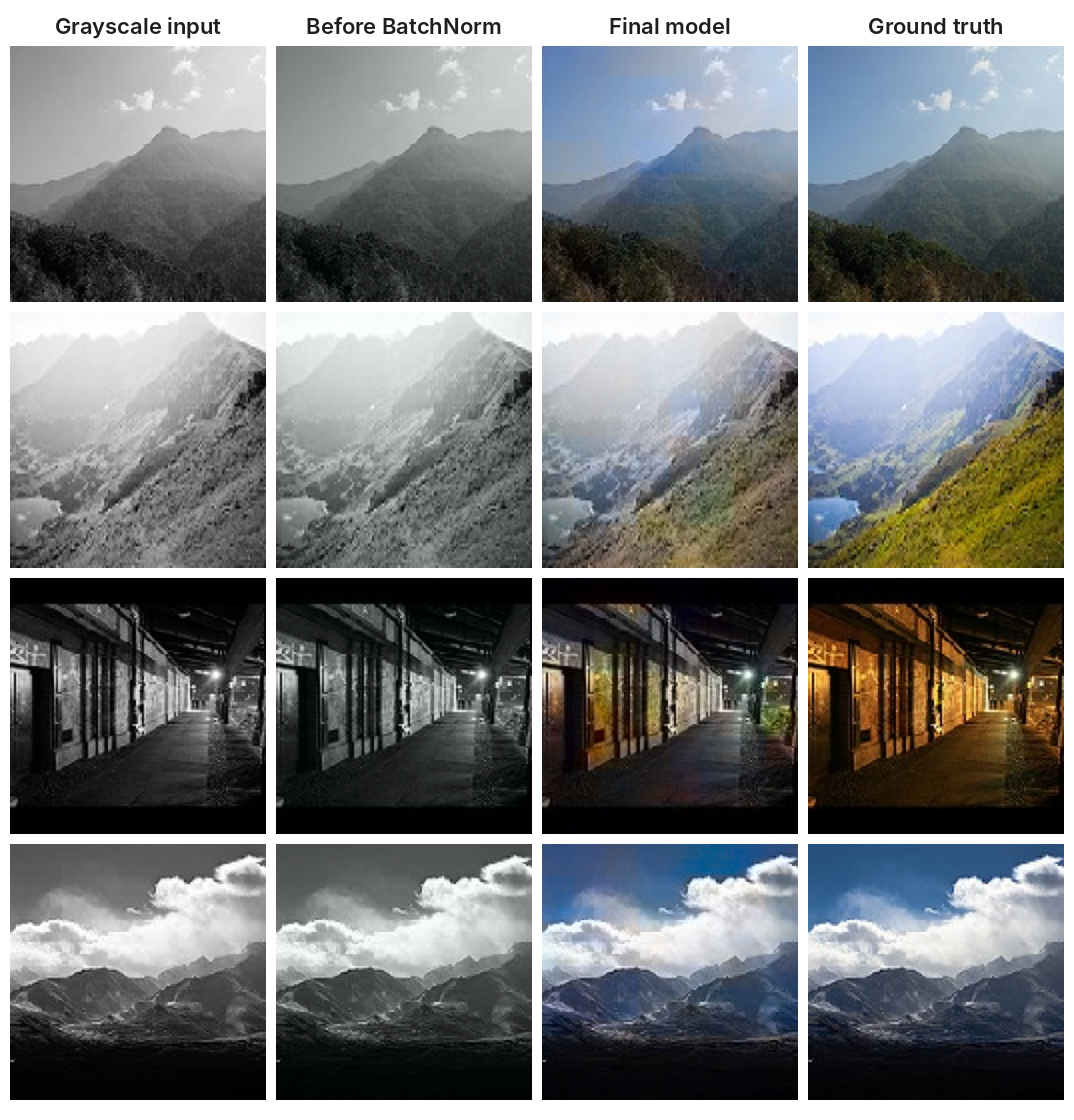 Grayscale input
Before BatchNorm
Final model
Ground truth